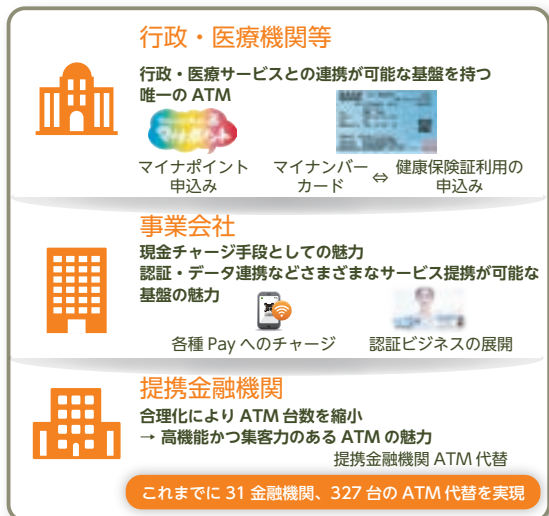 行政・医療機関等
行政・医療サービスとの連携が可能な基盤を持つ
唯一の ATM
マイナポイント
マイナポイント
申込み
マイナンバー
カード
⇔
健康保険証利用の
申込み
事業会社
現金チャージ手段としての魅力
認証・データ連携などさまざまなサービス提携が可能な
基盤の魅力
各種 Pay へのチャージ
認証ビジネスの展開
提携金融機関
合理化により ATM 台数を縮小
→ 高機能かつ集客力のある ATM の魅力
提携金融機関 ATM 代替
これまでに 31 金融機関、327 台の ATM 代替を実現